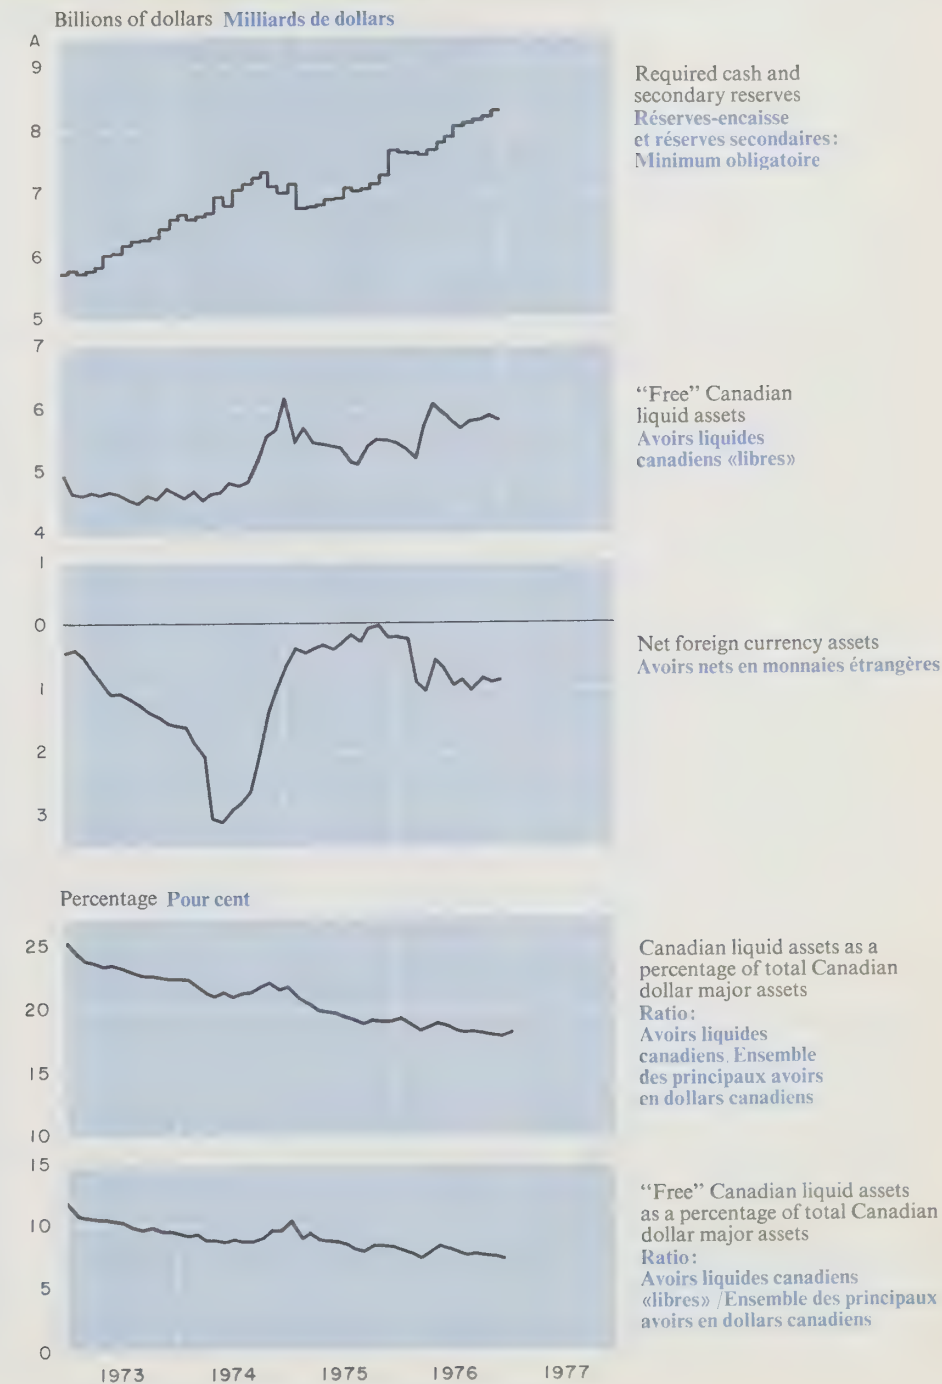 Billions of dollars Milliards de dollars
A
9
8
7
6
5
Required cash and
secondary reserves
Réserves-encaisse
et réserves secondaires:
Minimum obligatoire
7
6
5
4
"Free" Canadian
liquid assets
Avoirs liquides
canadiens «libres»
1
0
1
2
3
Net foreign currency assets
Avoirs nets en monnaies étrangères
Percentage Pour cent
25
20
15
10
Canadian liquid assets as a
percentage of total Canadian
dollar major assets
Ratio:
Avoirs liquides
canadiens/Ensemble
des principaux avoirs
en dollars canadiens
15
10
5
0
"Free" Canadian liquid assets
as a percentage of total Canadian
dollar major assets
Ratio:
Avoirs liquides canadiens
«libres» /Ensemble des principaux
avoirs en dollars canadiens
1973 1974 1975 1976 1977